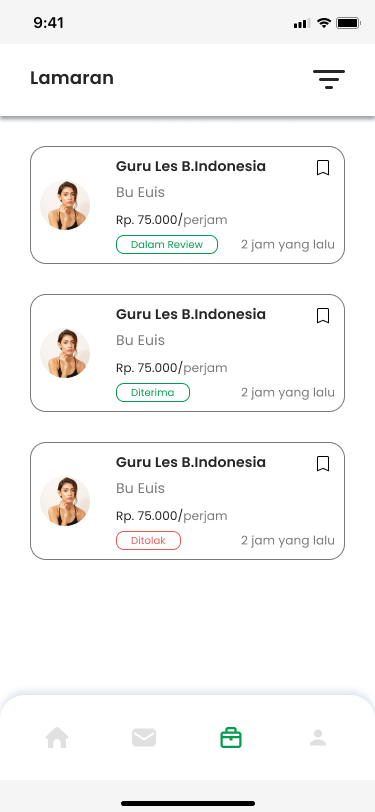 9:41
Lamaran
Guru Les B.Indonesia
Bu Euis
Rp. 75.000/perjam
Dalam Review 2 jam yang lalu
Guru Les B.Indonesia
Bu Euis
Rp. 75.000/perjam
Diterima 2 jam yang lalu
Guru Les B.Indonesia
Bu Euis
Rp. 75.000/perjam
Ditolak 2 jam yang lalu